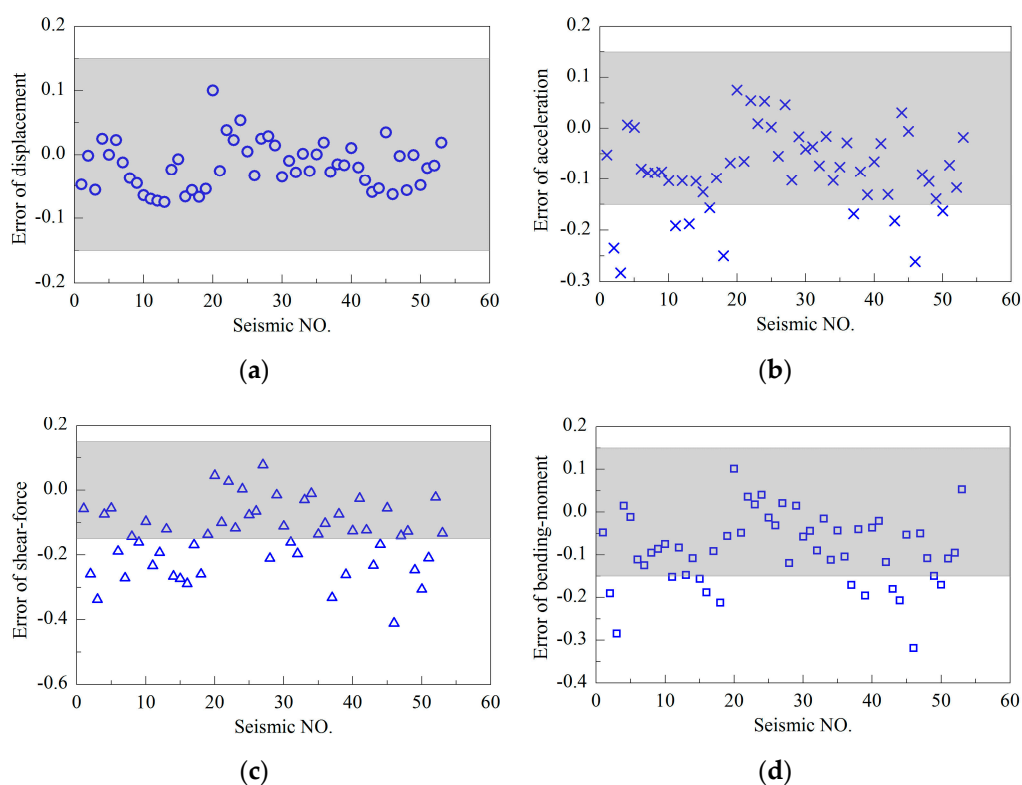 0.2
0.1
0.0
-0.1
-0.2
0 10 20 30 40 50 60
Error of displacement
Seismic NO.
(a)
0.2
0.1
0.0
-0.1
-0.2
-0.3
0 10 20 30 40 50 60
Error of acceleration
Seismic NO.
(b)
0.2
0.0
-0.2
-0.4
-0.6
0 10 20 30 40 50 60
Error of shear-force
Seismic NO.
(c)
0.2
0.1
0.0
-0.1
-0.2
-0.3
-0.4
0 10 20 30 40 50 60
Error of bending-moment
Seismic NO.
(d)